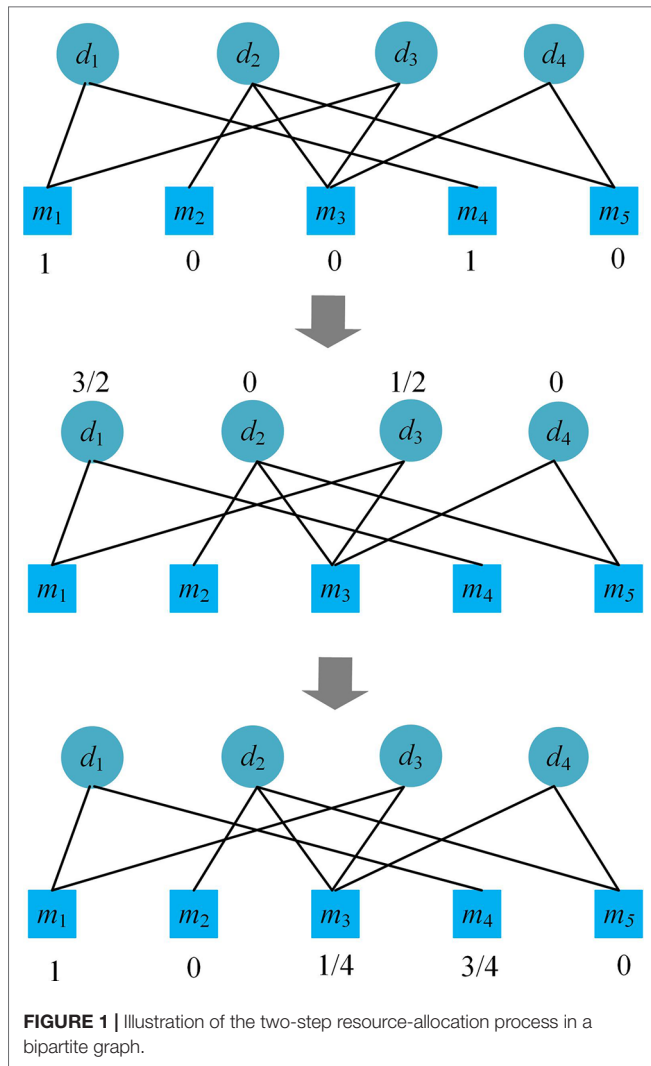 d₁ d₂ d₃ d₄
m₁ m₂ m₃ m₄ m₅
1 0 0 1 0
3/2 0 1/2 0
d₁ d₂ d₃ d₄
m₁ m₂ m₃ m₄ m₅
d₁ d₂ d₃ d₄
m₁ m₂ m₃ m₄ m₅
1 0 1/4 3/4 0
FIGURE 1 | Illustration of the two-step resource-allocation process in a
bipartite graph.